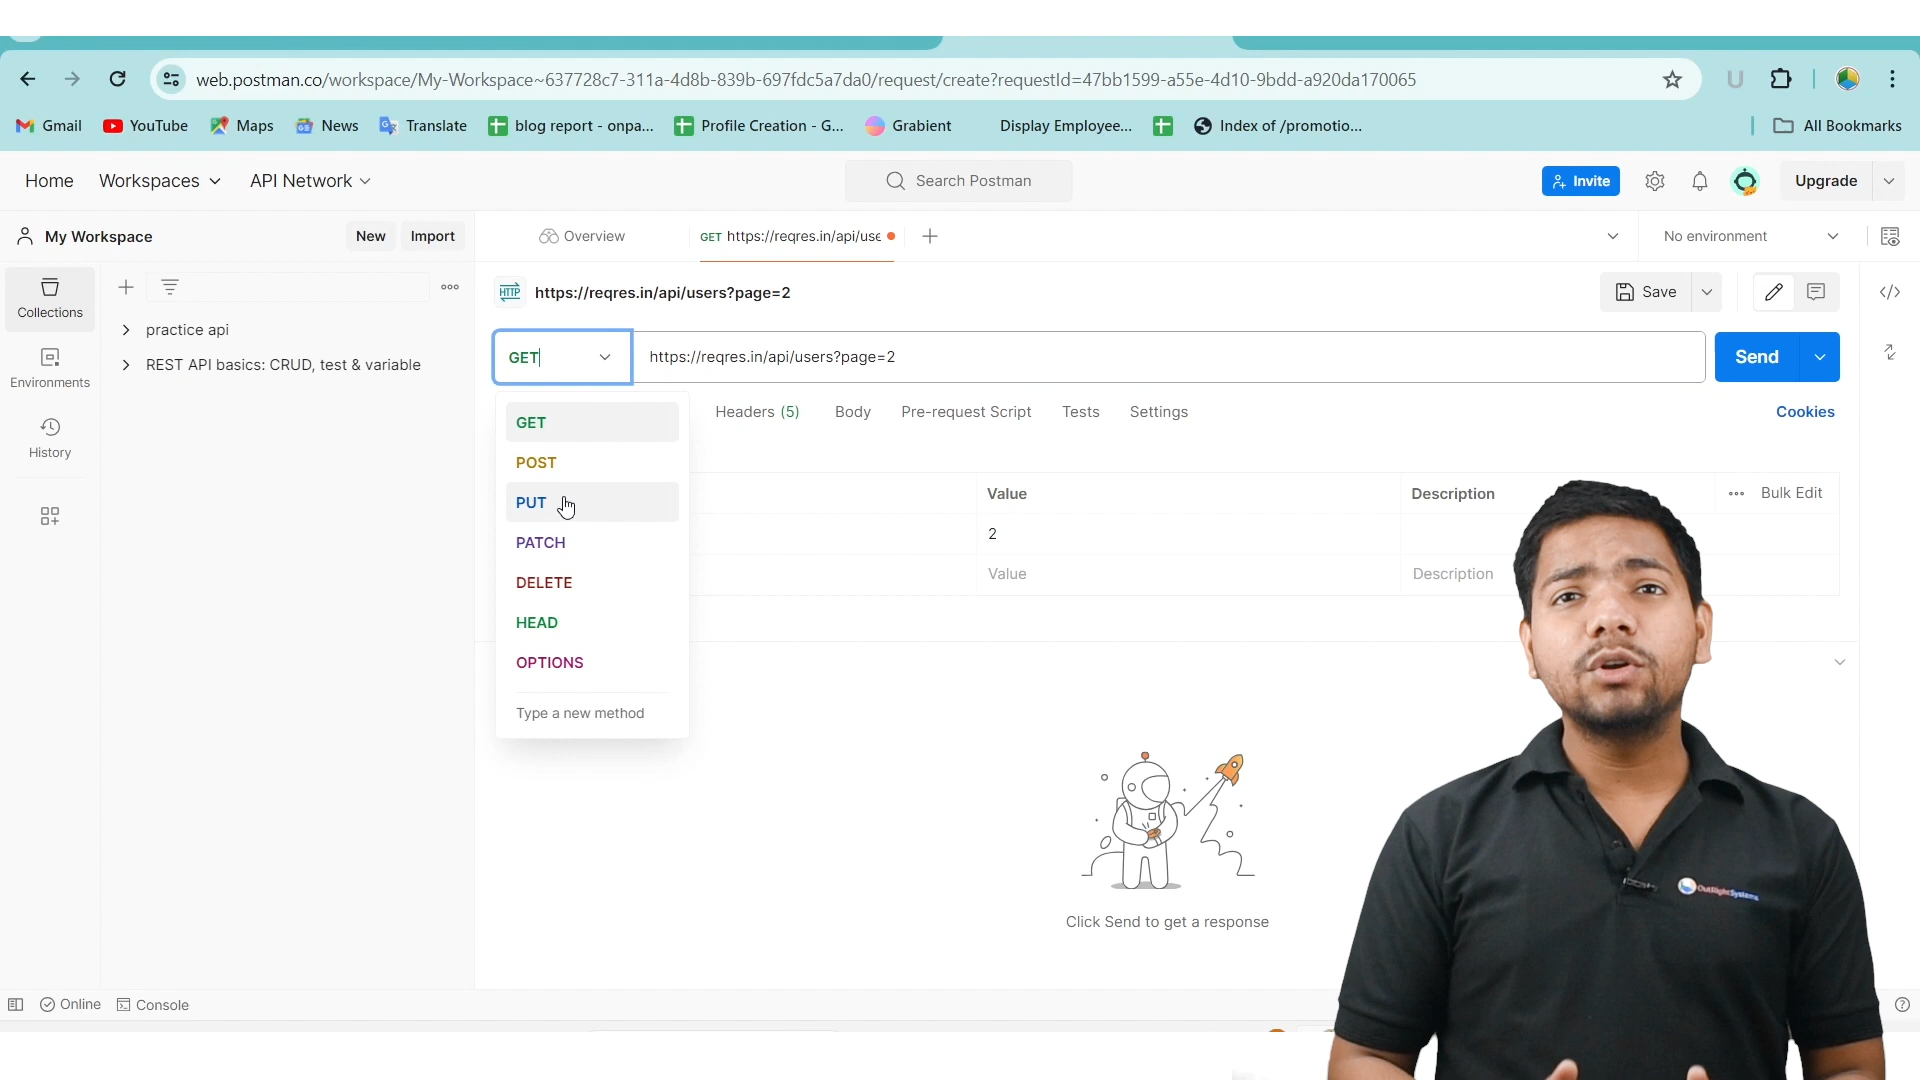 web.postman.co/workspace/My-Workspace~637728c7-311a-4d8b-839b-697fdc5a7da0/request/create?requestId=47bb1599-a55e-4d10-9bdd-a920da170065
U
Gmail YouTube Maps News Translate blog report - onpa... Profile Creation - G... Grabient Display Employee... Index of /promotio... All Bookmarks
Home Workspaces API Network Search Postman Invite Upgrade
My Workspace New Import Overview GET https://reqres.in/api/use No environment
Collections
HTTP https://reqres.in/api/users?page=2 Save
practice api
REST API basics: CRUD, test & variable
Environments
History
GET https://reqres.in/api/users?page=2 Send
Headers (5) Body Pre-request Script Tests Settings Cookies
GET
POST
PUT
PATCH
DELETE
HEAD
OPTIONS
Type a new method
Value Description Bulk Edit
2
Value Description
Click Send to get a response
OutRightSystems
Online Console